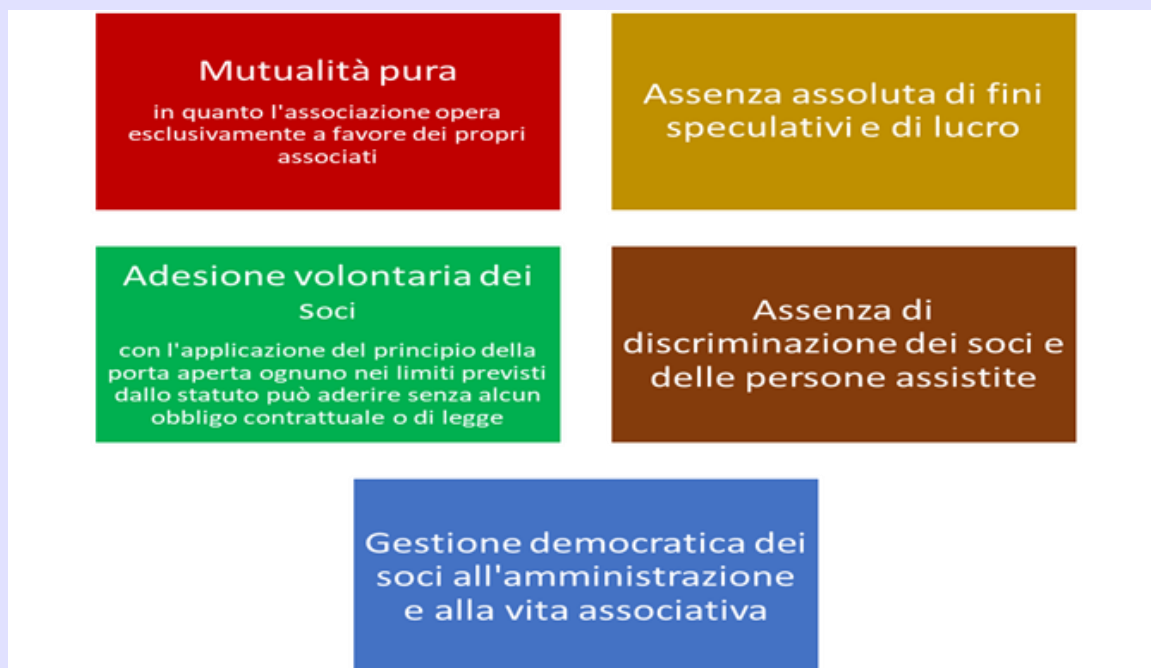 Mutualità pura
in quanto l'associazione opera
esclusivamente a favore dei propri
associati
Assenza assoluta di fini
speculativi e di lucro
Adesione volontaria dei
Soci
con l'applicazione del principio della
porta aperta ognuno nei limiti previsti
dallo statuto può aderire senza alcun
obbligo contrattuale o di legge
Assenza di
discriminazione dei soci e
delle persone assistite
Gestione democratica dei
soci all'amministrazione
e alla vita associativa